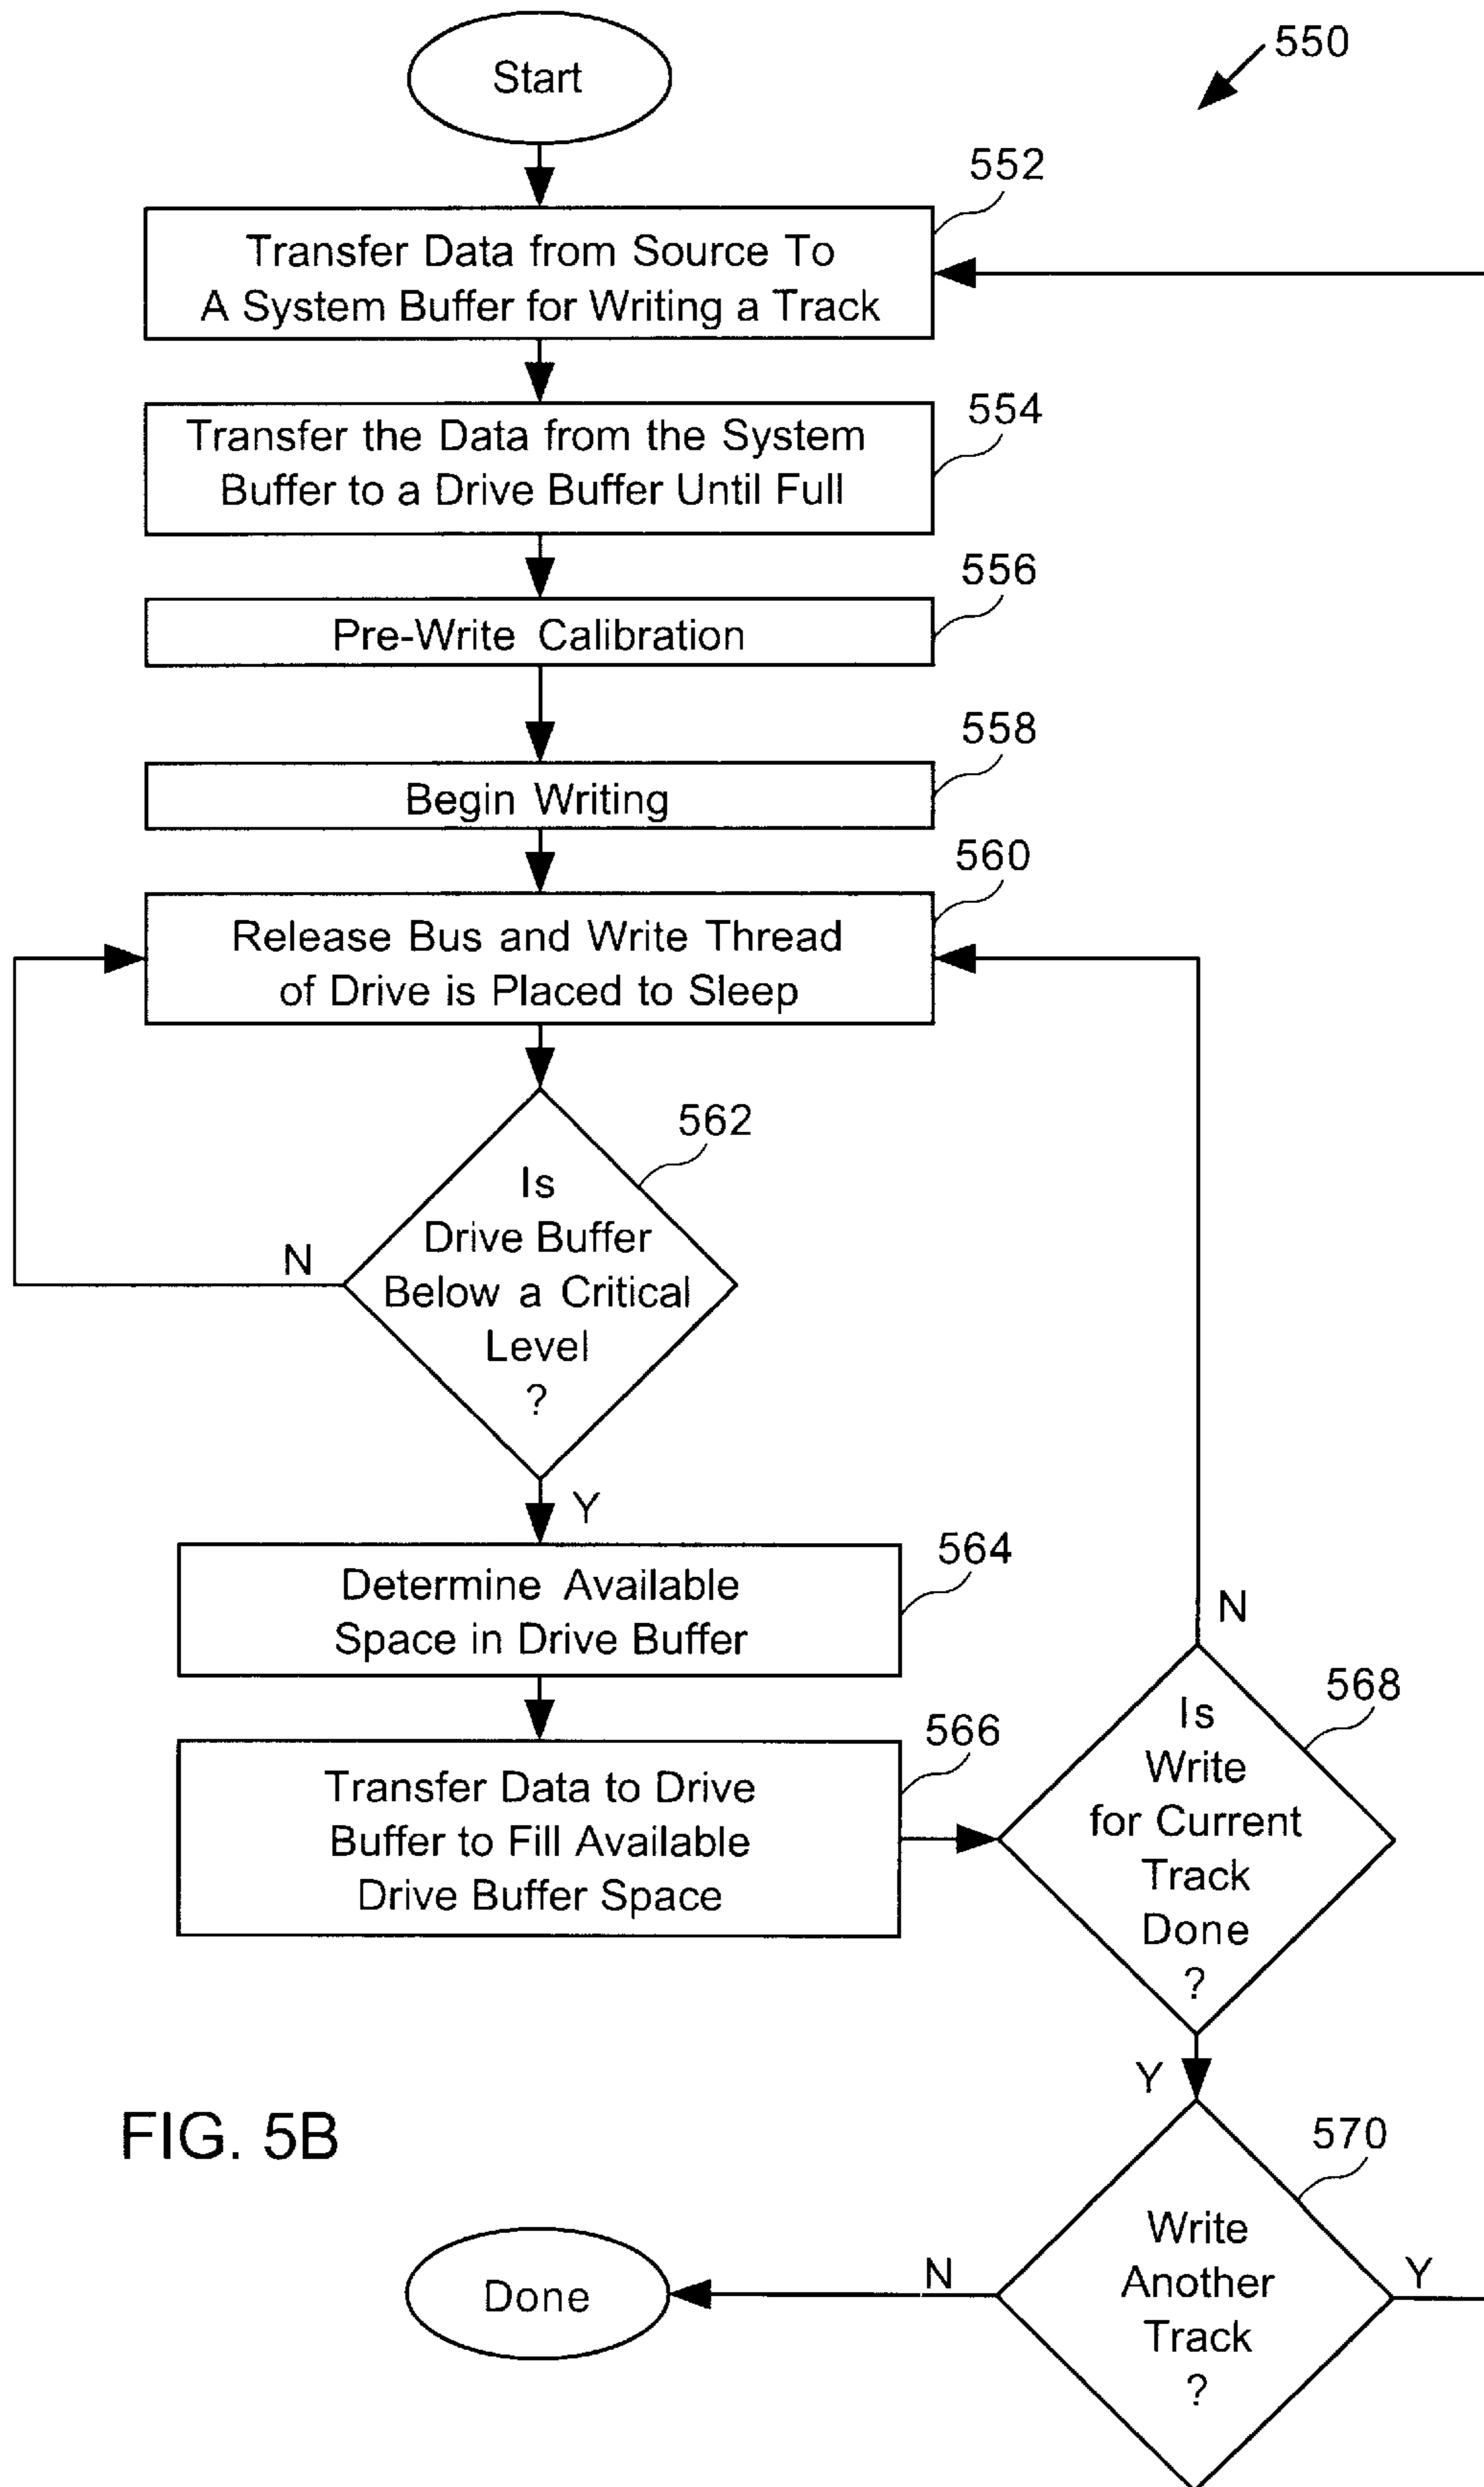 Start
550
552
Transfer Data from Source To
A System Buffer for Writing a Track
554
Transfer the Data from the System
Buffer to a Drive Buffer Until Full
556
Pre-Write Calibration
558
Begin Writing
560
Release Bus and Write Thread
of Drive is Placed to Sleep
562
Is
Drive Buffer
Below a Critical
Level
?
N
Y
564
Determine Available
Space in Drive Buffer
566
Transfer Data to Drive
Buffer to Fill Available
Drive Buffer Space
N
568
Is
Write
for Current
Track
Done
?
Y
FIG. 5B
570
Write
Another
Track
?
N
Y
Done